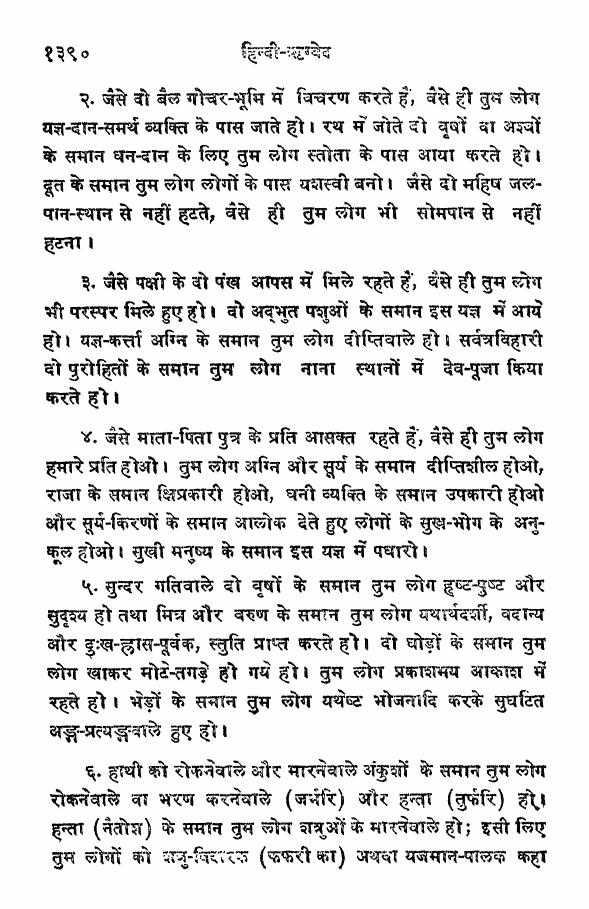 १३९० हिन्दी-ऋग्वेद
२. जैसे दो बैल गोचर-भूमि में विचरण करते हैं, वैसे ही तुम लोग
यज्ञ-दान-समर्थ व्यक्ति के पास जाते हो। रथ में जोते दो वृषों वा अश्वों
के समान धन-दान के लिए तुम लोग स्तोता के पास आया करते हो।
दूत के समान तुम लोग लोगों के पास यशस्वी बनो। जैसे दो महिष जल-
पान-स्थान से नहीं हटते, वैसे ही तुम लोग भी सोमपान से नहीं
हटना।
३. जैसे पक्षी के दो पंख आपस में मिले रहते हैं, वैसे ही तुम लोग
भी परस्पर मिले हुए हो। दो अद्भुत पशुओं के समान इस यज्ञ में आये
हो। यज्ञ-कर्त्ता अग्नि के समान तुम लोग दीप्तिवाले हो। सर्वत्रविहारी
दो पुरोहितों के समान तुम लोग नाना स्थानों में देव-पूजा किया
करते हो।
४. जैसे माता-पिता पुत्र के प्रति आसक्त रहते हैं, वैसे ही तुम लोग
हमारे प्रति होओ। तुम लोग अग्नि और सूर्य के समान दीप्तिशील होओ,
राजा के समान क्षिप्रकारी होओ, धनी व्यक्ति के समान उपकारी होओ
और सूर्य-किरणों के समान आलोक देते हुए लोगों के सुख-भोग के अनु-
कूल होओ। सुखी मनुष्य के समान इस यज्ञ में पधारो।
५. सुन्दर गतिवाले दो वृषों के समान तुम लोग हृष्ट-पुष्ट और
सुदृश्य हो तथा मित्र और वरुण के समान तुम लोग यथार्थदर्शी, वदान्य
और दुःख-ह्रास-पूर्वक, स्तुति प्राप्त करते हो। दो घोड़ों के समान तुम
लोग खाकर मोटे-तगड़े हो गये हो। तुम लोग प्रकाशमय आकाश में
रहते हो। भेड़ों के समान तुम लोग यथेष्ट भोजनादि करके सुघटित
अङ्ग-प्रत्यङ्गवाले हुए हो।
६. हाथी को रोकनेवाले और मारनेवाले अंकुशों के समान तुम लोग
रोकनेवाले वा भरण करनेवाले (जर्भरि) और हन्ता (तुर्फरि) हो।
हन्ता (नैतोश) के समान तुम लोग शत्रुओं के मारनेवाले हो; इसी लिए
तुम लोगों को शत्रु-विदारक (फफरी का) अथवा यजमान-पालक कहा